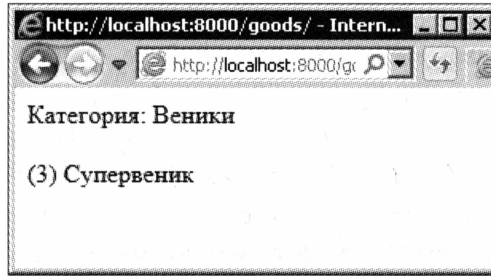 http://localhost:8000/goods/ - Intern...
http://localhost:8000/g
Категория: Веники
(3) Супервеник